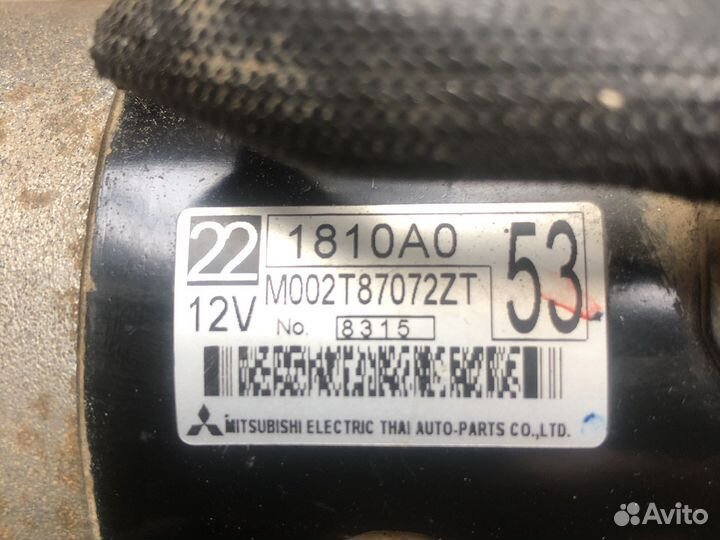 22 1810A0 53
12V M002T87072ZT
No. 8315
MITSUBISHI ELECTRIC THAI AUTO-PARTS CO.,LTD.
Avito